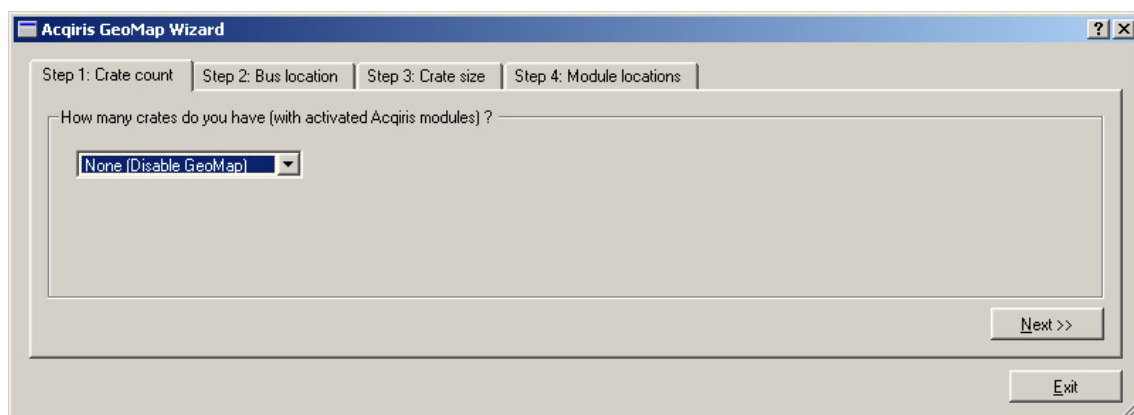 Acqiris GeoMap Wizard
Step 1: Crate count Step 2: Bus location Step 3: Crate size Step 4: Module locations
How many crates do you have (with activated Acqiris modules) ?
None (Disable GeoMap)
Next >>
Exit